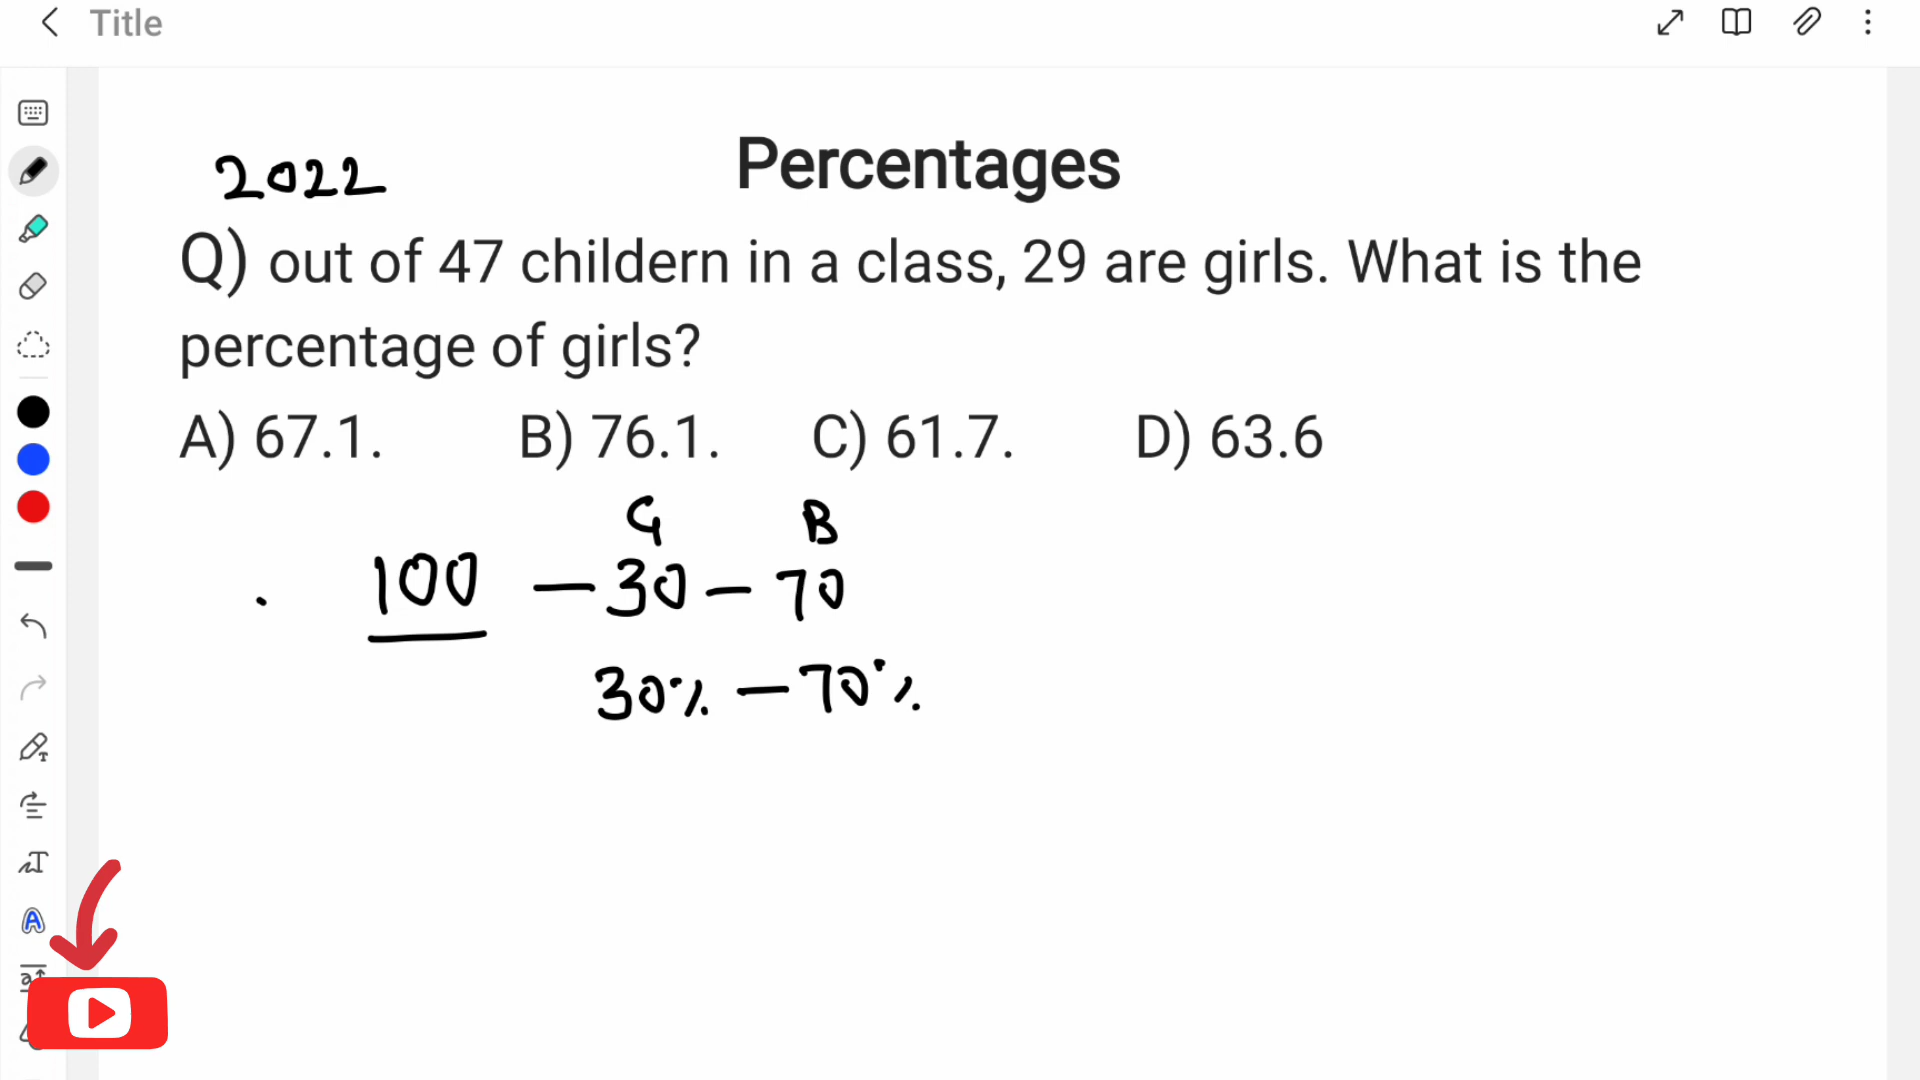 Title
2022
Percentages
Q) out of 47 childern in a class, 29 are girls. What is the
percentage of girls?
A) 67.1. B) 76.1. C) 61.7. D) 63.6
G B
100 - 30 - 70
30% - 70%